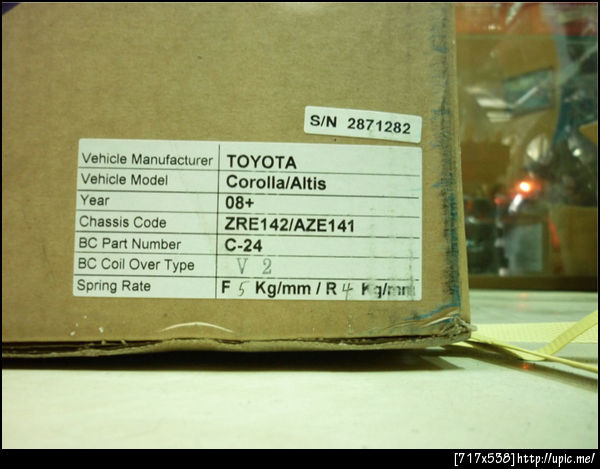 S/N 2871282
Vehicle Manufacturer TOYOTA
Vehicle Model Corolla/Altis
Year 08+
Chassis Code ZRE142/AZE141
BC Part Number C-24
BC Coil Over Type V 2
Spring Rate F 5 Kg/mm / R 4 Kg/mm
[717x538]http://upic.me/